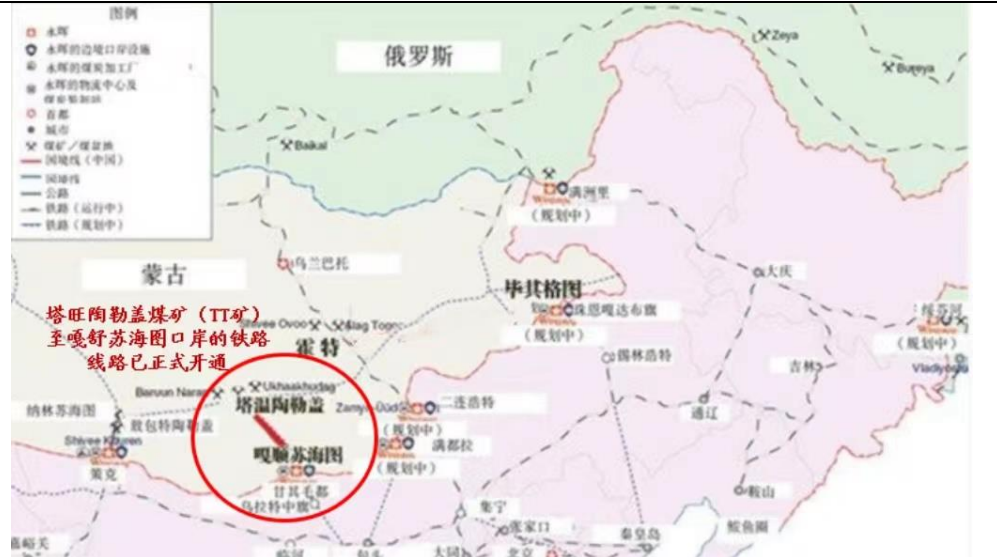 图例
永晖
永晖的边境口岸设施
永晖的煤炭加工厂
永晖的物流中心及
首都
城市
煤矿/煤盆地
国境线（中国）
国境线
公路
铁路（运行中）
铁路（规划中）
俄罗斯
Zeya
Bureya
Baikal
满洲里
（规划中）
乌兰巴托
蒙古
毕其格图
大庆
珠恩嘎达布旗
（规划中）
绥芬河
（规划中）
塔旺陶勒盖煤矿（TT矿）
至嘎舒苏海图口岸的铁路
线路已正式开通
Shivee Ovoo
霍特
锡林浩特
吉林
Baruun Naran
Ukhaakhudag
塔温陶勒盖
二连浩特
（规划中）
通辽
纳林苏海图
敖包特陶勒盖
满都拉
（规划中）
嘎顺苏海图
策克
甘其毛都
乌拉特中旗
鞍山
集宁
张家口
秦皇岛
鲅鱼圈
嘉峪关
临河
包头
大同
北京